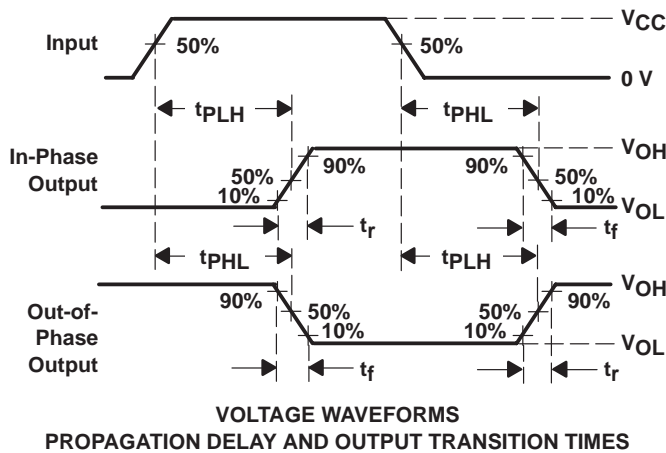 VCC
Input
50%
50%
0 V
tPLH
tPHL
In-Phase
Output
VOH
90%
90%
50%
50%
10%
10%
VOL
tr
tf
tPHL
tPLH
Out-of-
Phase
Output
VOH
90%
90%
50%
50%
10%
10%
VOL
tf
tr
VOLTAGE WAVEFORMS
PROPAGATION DELAY AND OUTPUT TRANSITION TIMES